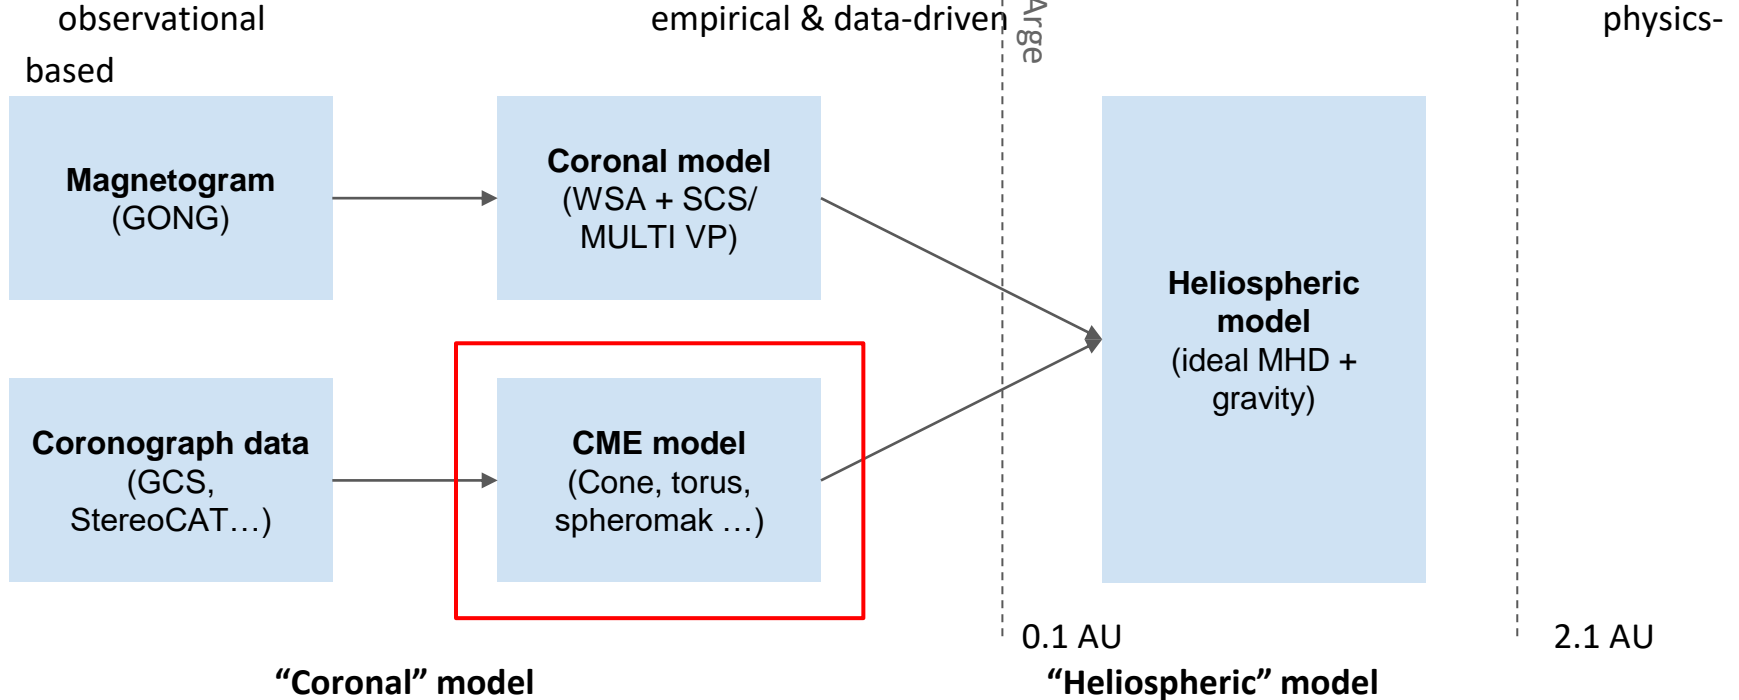 observational empirical & data-driven physics-
based
Arge
Magnetogram
(GONG)
Coronal model
(WSA + SCS/
MULTI VP)
Heliospheric
model
(ideal MHD +
gravity)
Coronograph data
(GCS,
StereoCAT…)
CME model
(Cone, torus,
spheromak …)
0.1 AU
2.1 AU
“Coronal” model
“Heliospheric” model